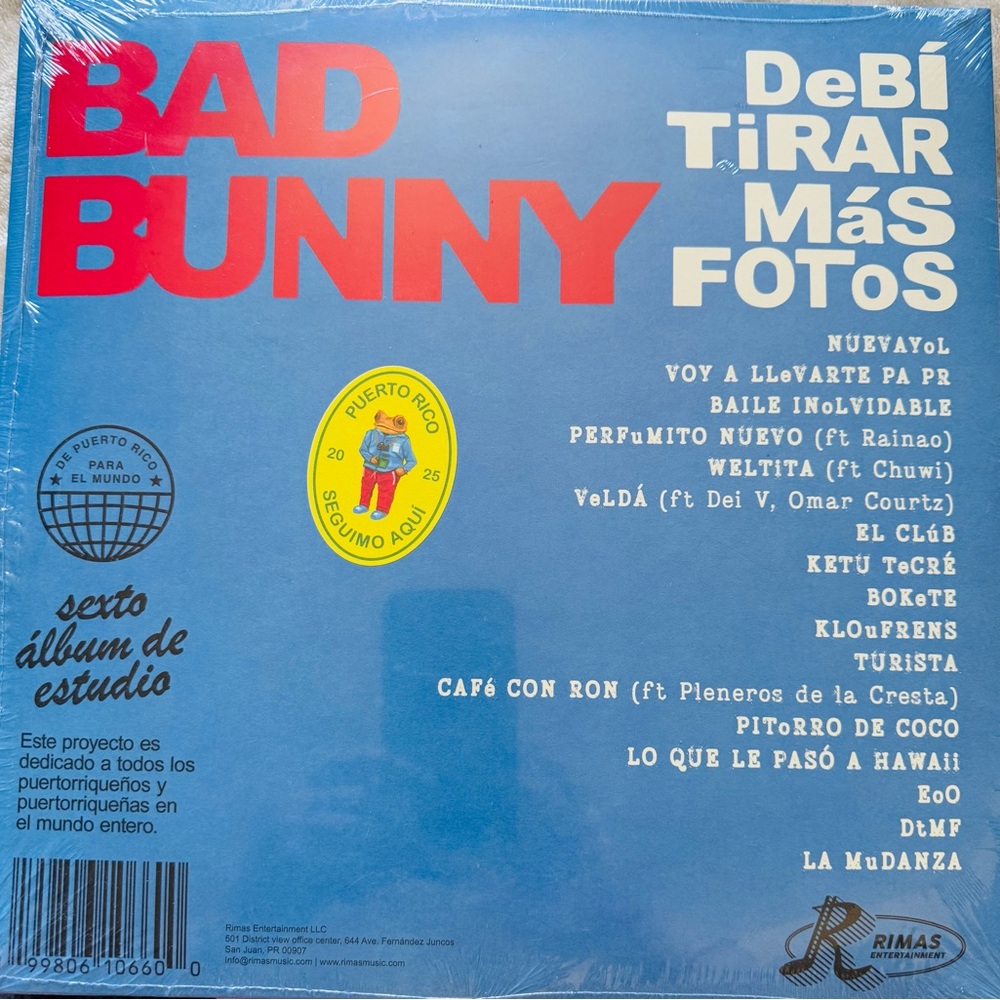 BAD
BUNNY
DeBÍ
TiRAR
MáS
FOToS
NUEVAYoL
VOY A LLeVARTE PA PR
BAILE INoLVIDABLE
PERFuMITO NUEVO (ft Rainao)
WELTiTA (ft Chuwi)
VeLDÁ (ft Dei V, Omar Courtz)
EL CLúB
KETU TeCRÉ
BOKeTE
KLOuFRENS
TURiSTA
CAFé CON RON (ft Pleneros de la Cresta)
PIToRRO DE COCO
LO QUE LE PASÓ A HAWAii
EoO
DtMF
LA MuDANZA
PUERTO RICO
20 25
SEGUIMO AQUÍ
DE PUERTO RICO
PARA
EL MUNDO
sexto
álbum de
estudio
Este proyecto es
dedicado a todos los
puertorriqueños y
puertorriqueñas en
el mundo entero.
99806 10660 0
Rimas Entertainment LLC
501 District view office center, 644 Ave. Fernández Juncos
San Juan, PR 00907
Info@rimasmusic.com | www.rimasmusic.com
R
RIMAS
ENTERTAINMENT